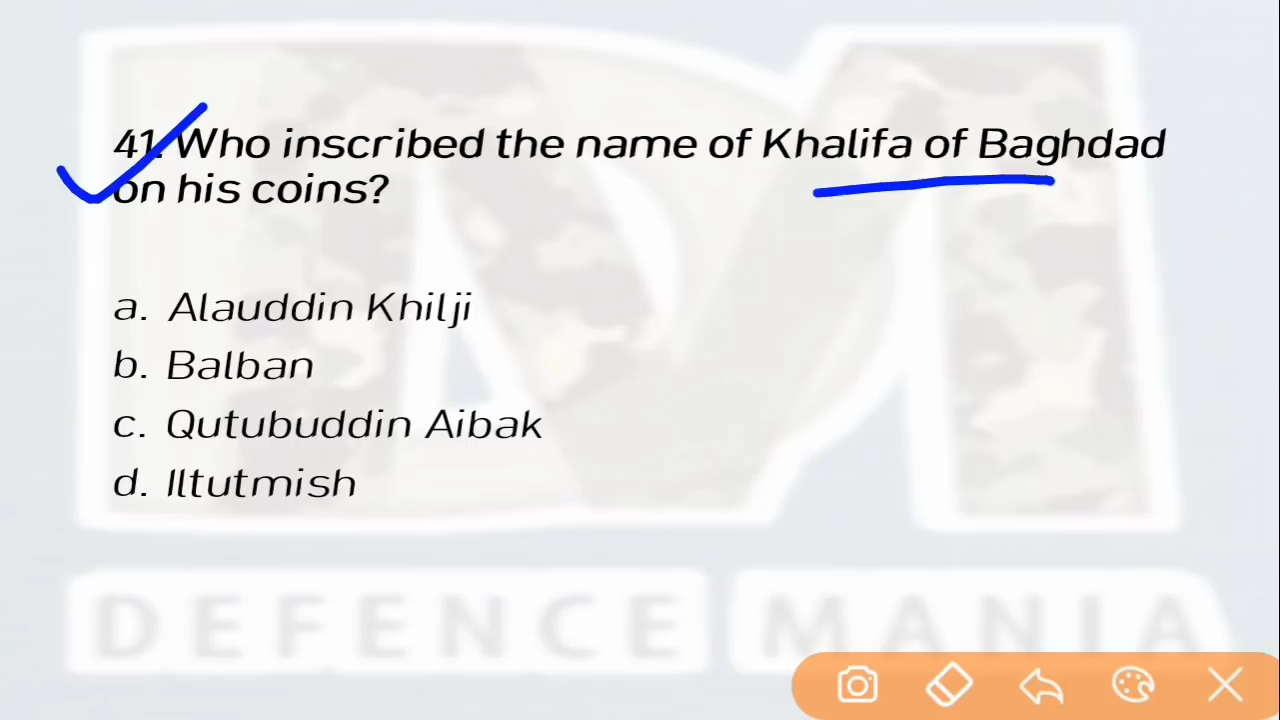 41. Who inscribed the name of Khalifa of Baghdad
on his coins?
a. Alauddin Khilji
b. Balban
c. Qutubuddin Aibak
d. Iltutmish
DEFENCE MANIA